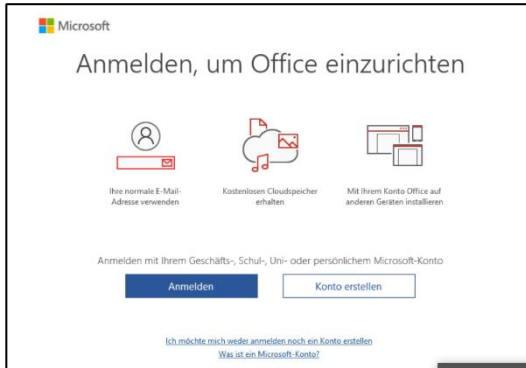 Microsoft
Anmelden, um Office einzurichten
Ihre normale E-Mail-
Adresse verwenden
Kostenlosen Cloudspeicher
erhalten
Mit Ihrem Konto Office auf
anderen Geräten installieren
Anmelden mit Ihrem Geschäfts-, Schul-, Uni- oder persönlichem Microsoft-Konto
Anmelden
Konto erstellen
Ich möchte mich weder anmelden noch ein Konto erstellen
Was ist ein Microsoft-Konto?